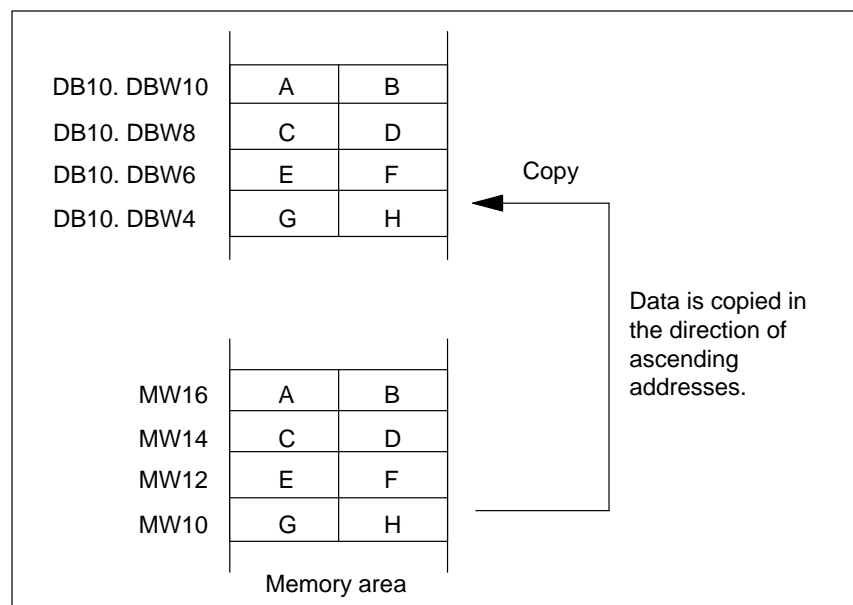 DB10. DBW10 A B
DB10. DBW8 C D
DB10. DBW6 E F
DB10. DBW4 G H
Copy
Data is copied in
the direction of
ascending
addresses.
MW16 A B
MW14 C D
MW12 E F
MW10 G H
Memory area